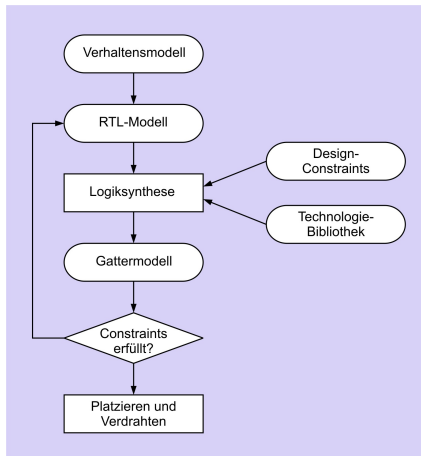 Verhaltensmodell
RTL-Modell
Design-
Constraints
Logiksynthese
Technologie-
Bibliothek
Gattermodell
Constraints
erfüllt?
Platzieren und
Verdrahten